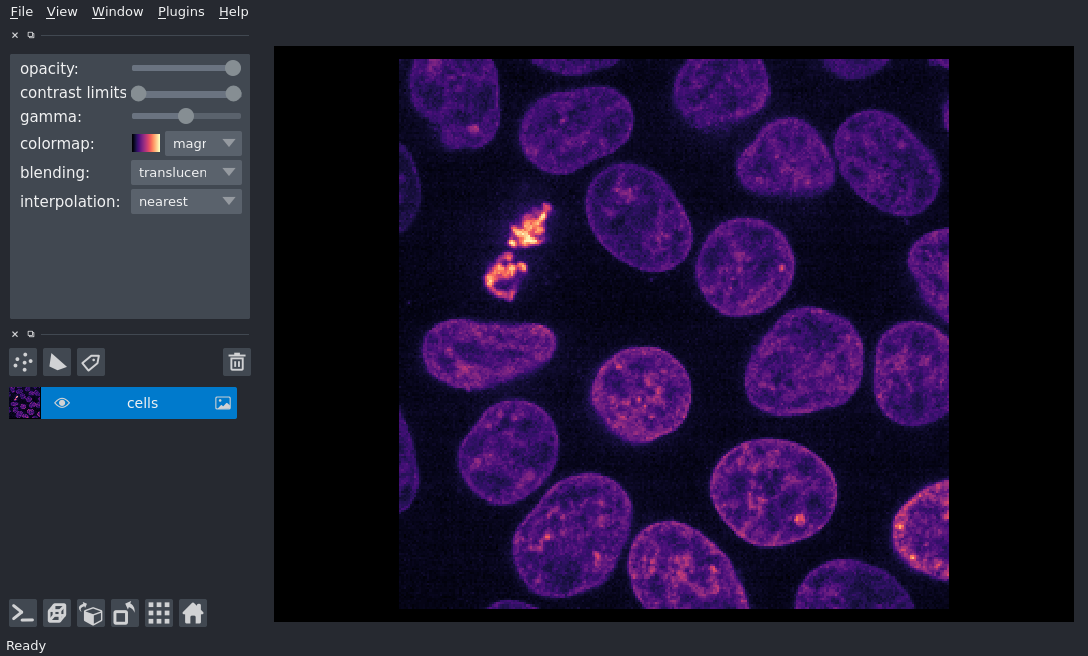 File View Window Plugins Help
opacity:
contrast limits
gamma:
colormap: magr
blending: translucen
interpolation: nearest
cells
Ready